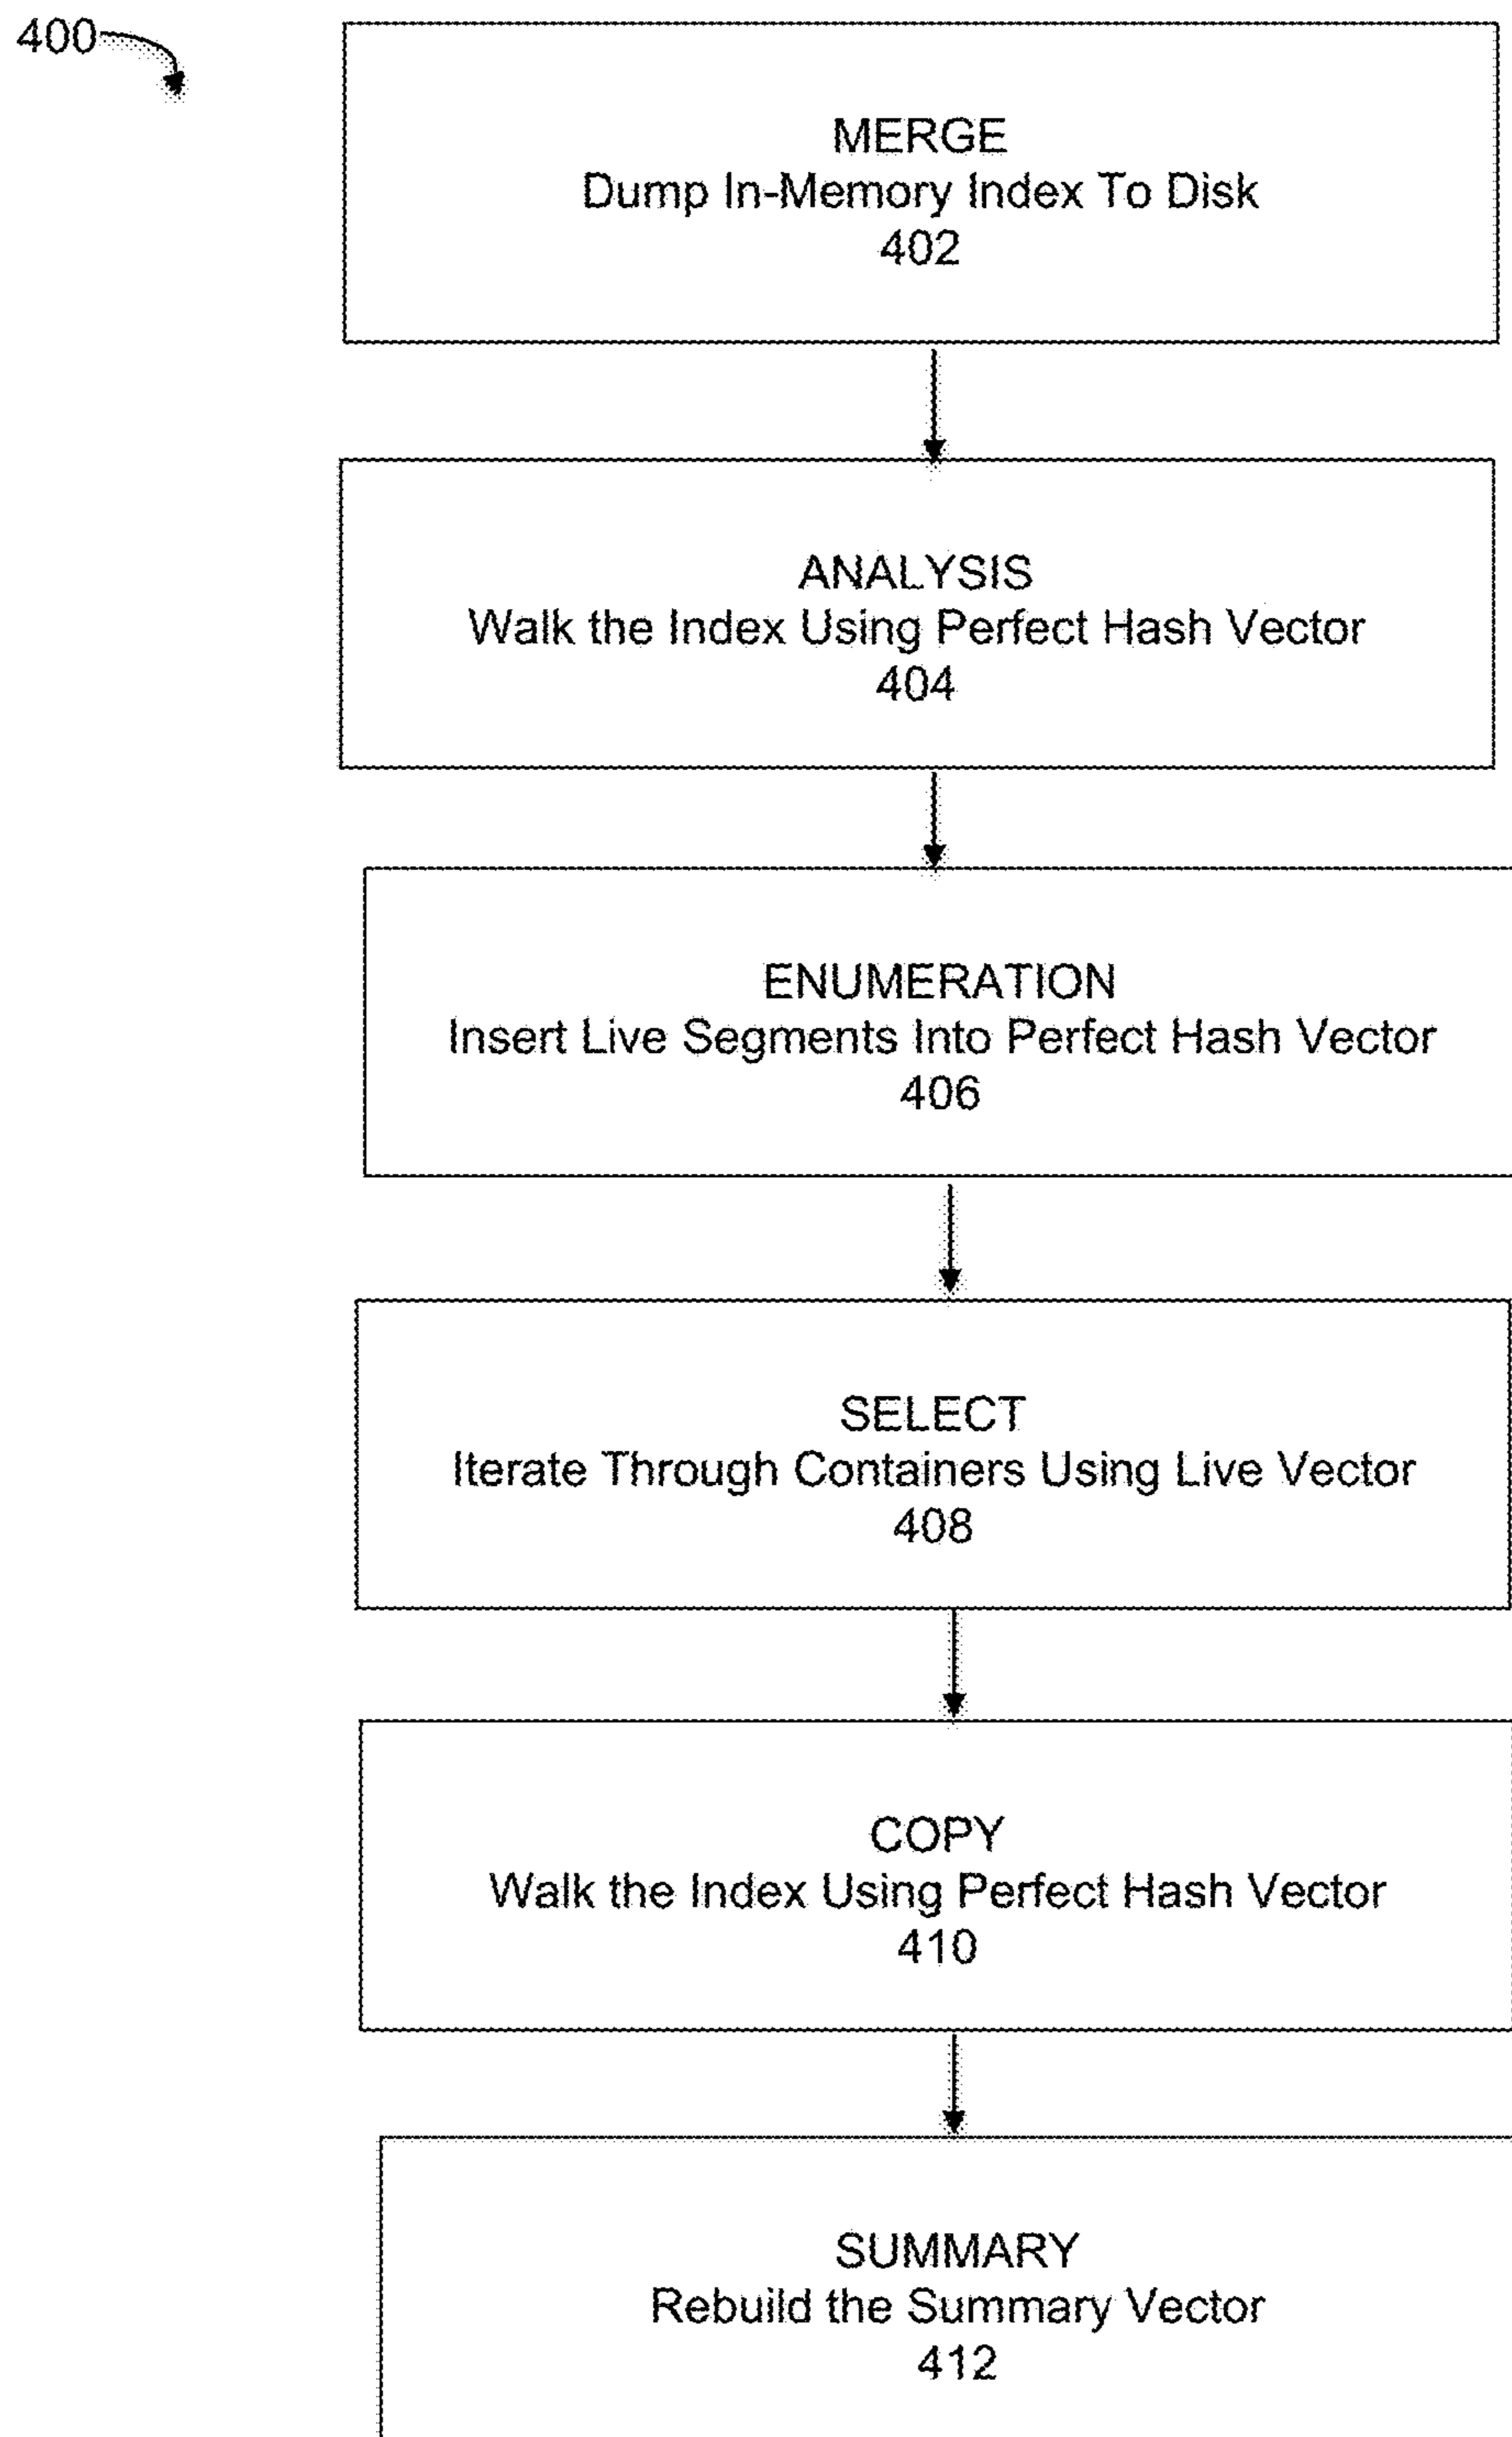 400
MERGE
Dump In-Memory Index To Disk
402
ANALYSIS
Walk the Index Using Perfect Hash Vector
404
ENUMERATION
Insert Live Segments Into Perfect Hash Vector
406
SELECT
Iterate Through Containers Using Live Vector
408
COPY
Walk the Index Using Perfect Hash Vector
410
SUMMARY
Rebuild the Summary Vector
412